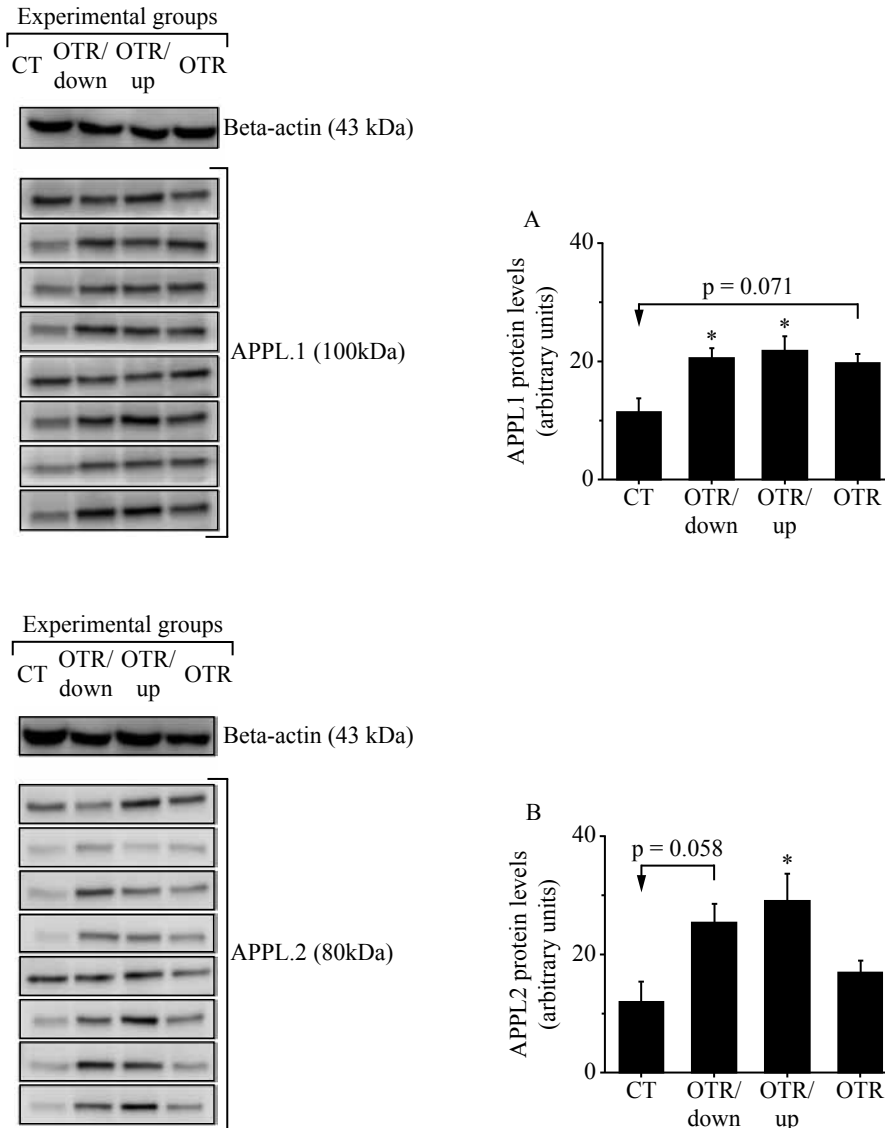 Experimental groups
CT OTR/down OTR/up OTR
Beta-actin (43 kDa)
APPL.1 (100kDa)
A
APPL1 protein levels
(arbitrary units)
40
20
0
p = 0.071
*
*
CT OTR/down OTR/up OTR
Experimental groups
CT OTR/down OTR/up OTR
Beta-actin (43 kDa)
APPL.2 (80kDa)
B
APPL2 protein levels
(arbitrary units)
40
20
0
p = 0.058
*
CT OTR/down OTR/up OTR